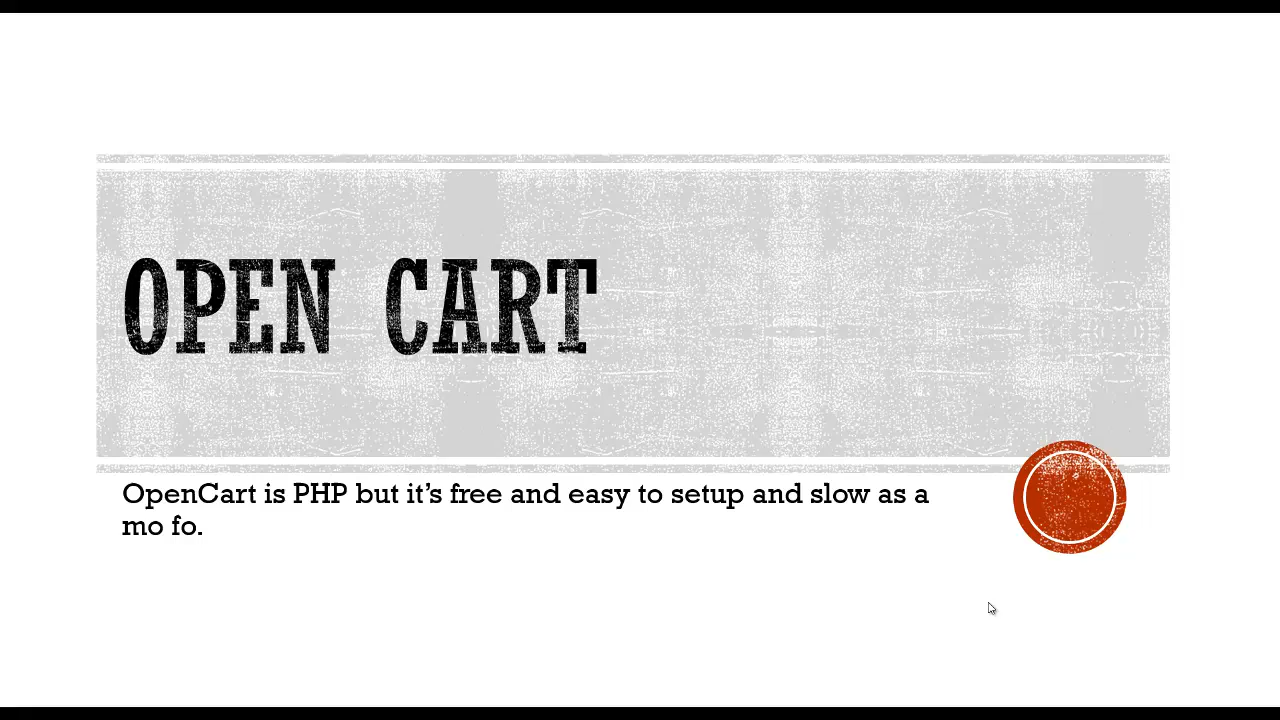 OPEN CART
OpenCart is PHP but it’s free and easy to setup and slow as a
mo fo.